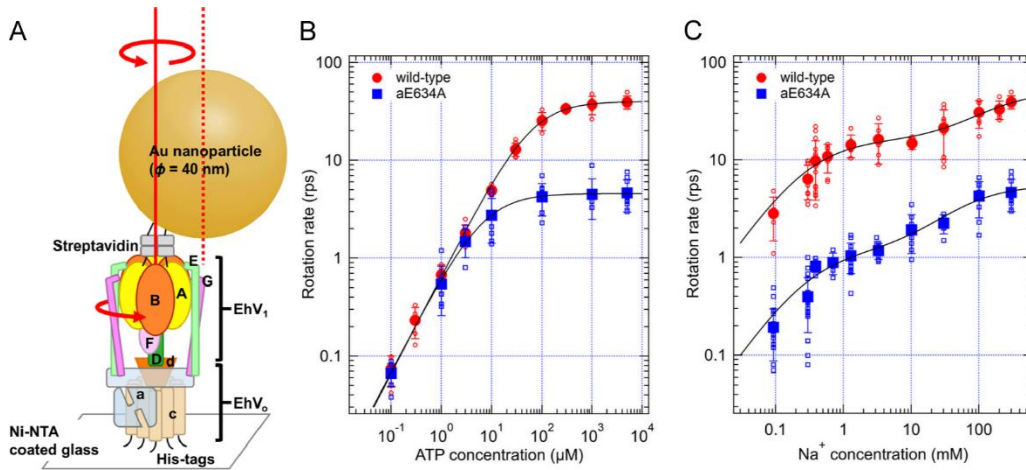 A
Au nanoparticle
(ϕ = 40 nm)
Streptavidin
E
G
B
A
F
D
d
EhV₁
a
c
EhVₒ
Ni-NTA
coated glass
His-tags
B
wild-type
aE634A
Rotation rate (rps)
100
10
1
0.1
10⁻¹ 10⁰ 10¹ 10² 10³ 10⁴
ATP concentration (μM)
C
wild-type
aE634A
Rotation rate (rps)
100
10
1
0.1
0.1 1 10 100
Na⁺ concentration (mM)